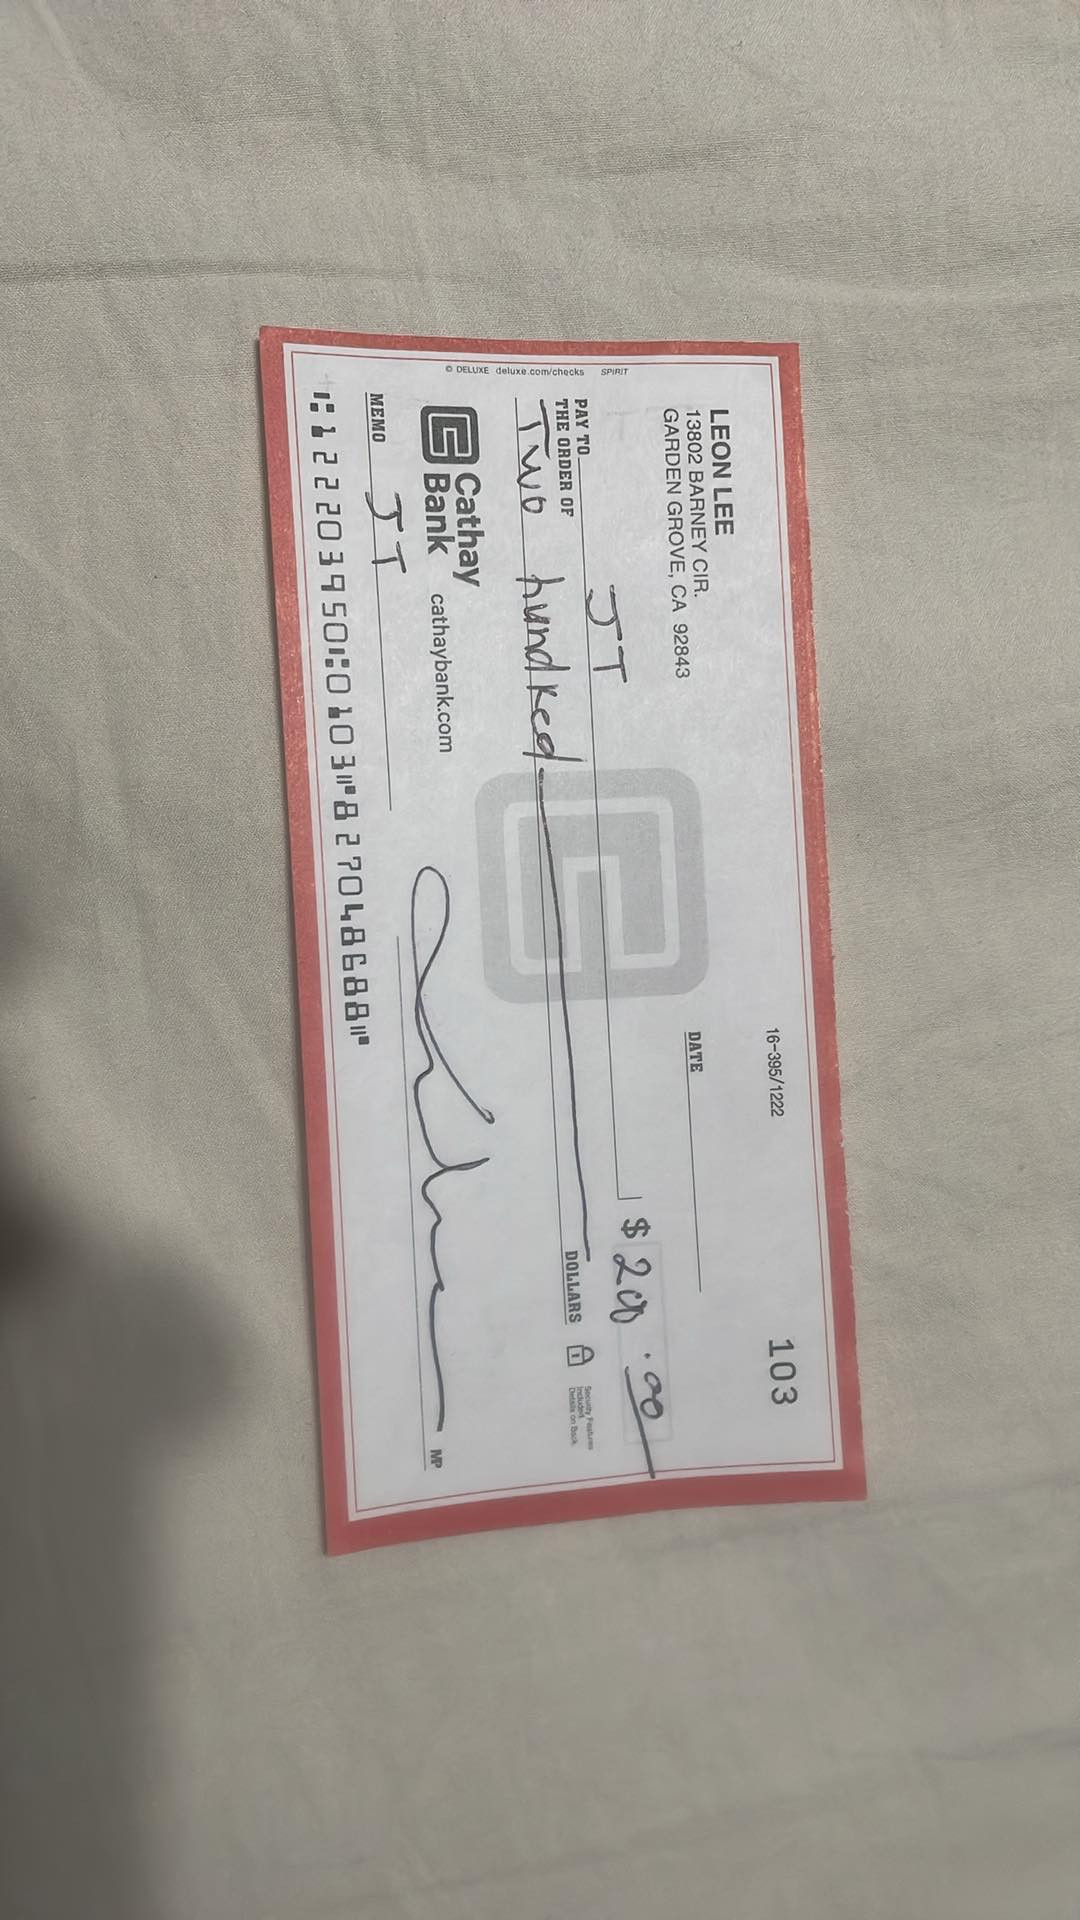 LEON LEE
13802 BARNEY CIR.
GARDEN GROVE, CA 92843
16-395/1222
103
DATE
PAY TO
THE ORDER OF JT $ 200.00
Two hundred DOLLARS
Security Features
Included
Details on Back
Cathay
Bank cathaybank.com
MEMO JT
MP
⑆122203950⑆0103⑈827048688⑈
© DELUXE deluxe.com/checks SPIRIT